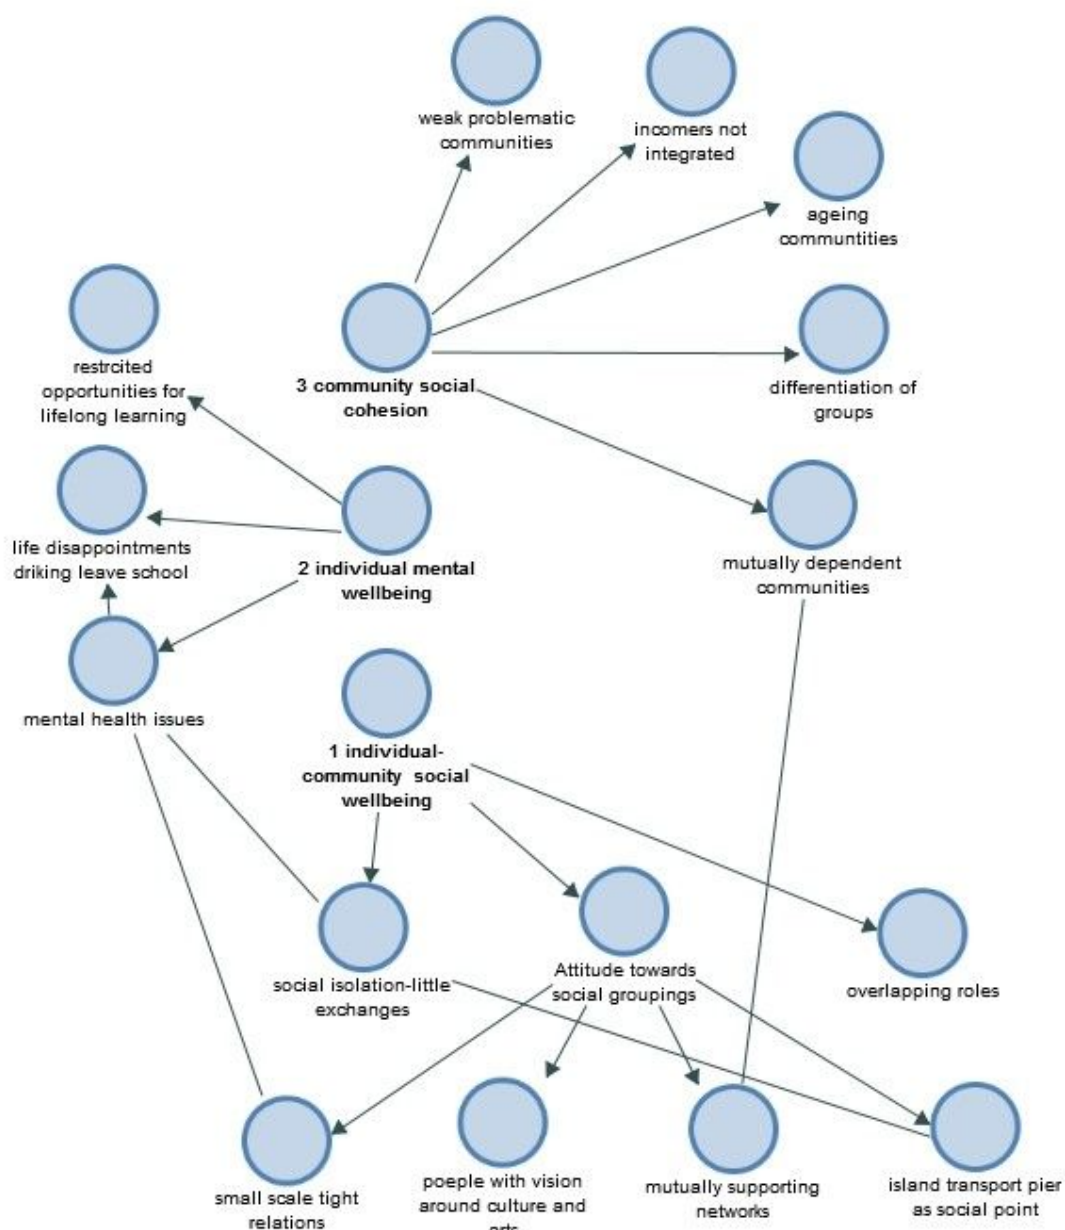 weak problematic
communities
incomers not
integrated
ageing
communtities
restrcited
opportunities for
lifelong learning
3 community social
cohesion
differentiation of
groups
life disappointments
driking leave school
2 individual mental
wellbeing
mutually dependent
communities
mental health issues
1 individual-
community social
wellbeing
social isolation-little
exchanges
Attitude towards
social groupings
overlapping roles
small scale tight
relations
poeple with vision
around culture and
arts
mutually supporting
networks
island transport pier
as social point